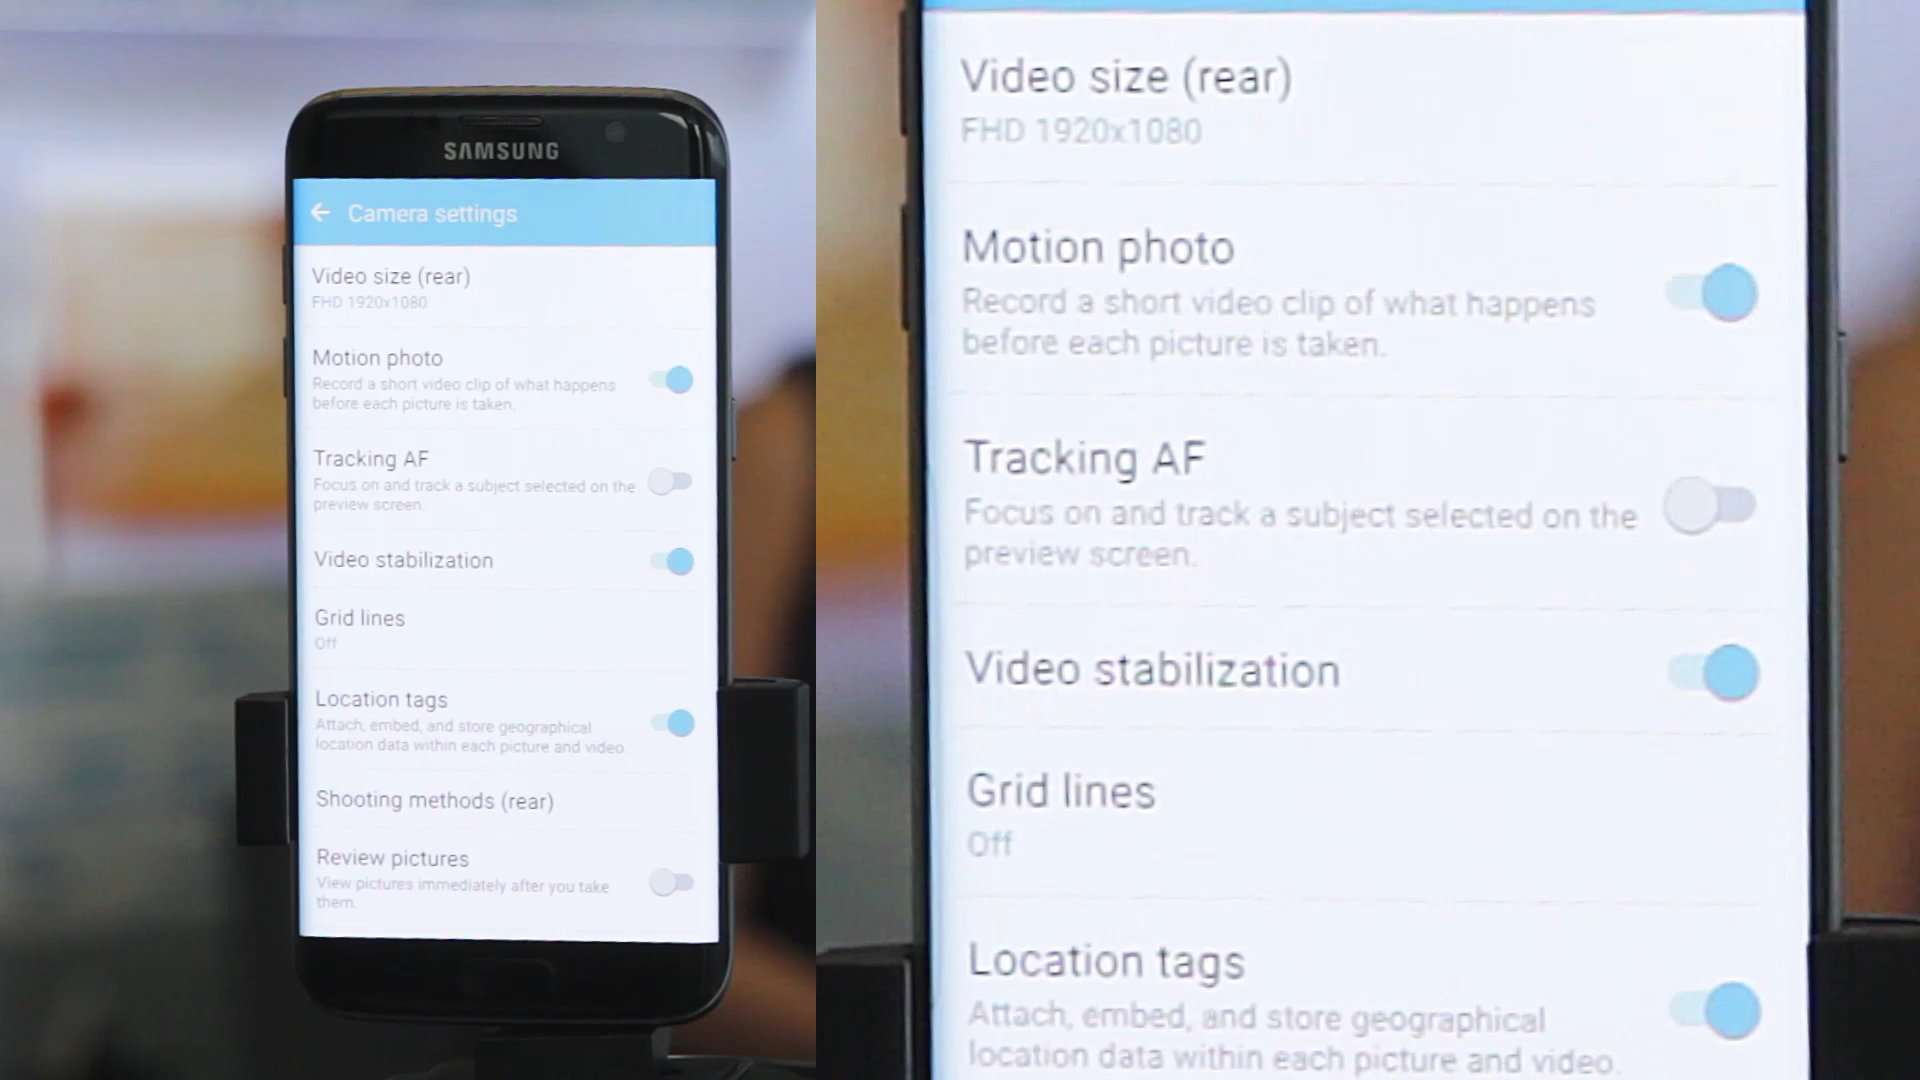 SAMSUNG
Camera settings
Video size (rear)
FHD 1920x1080
Motion photo
Record a short video clip of what happens
before each picture is taken.
Tracking AF
Focus on and track a subject selected on the
preview screen.
Video stabilization
Grid lines
Off
Location tags
Attach, embed, and store geographical
location data within each picture and video.
Shooting methods (rear)
Review pictures
View pictures immediately after you take
them.
Video size (rear)
FHD 1920x1080
Motion photo
Record a short video clip of what happens
before each picture is taken.
Tracking AF
Focus on and track a subject selected on the
preview screen.
Video stabilization
Grid lines
Off
Location tags
Attach, embed, and store geographical
location data within each picture and video.